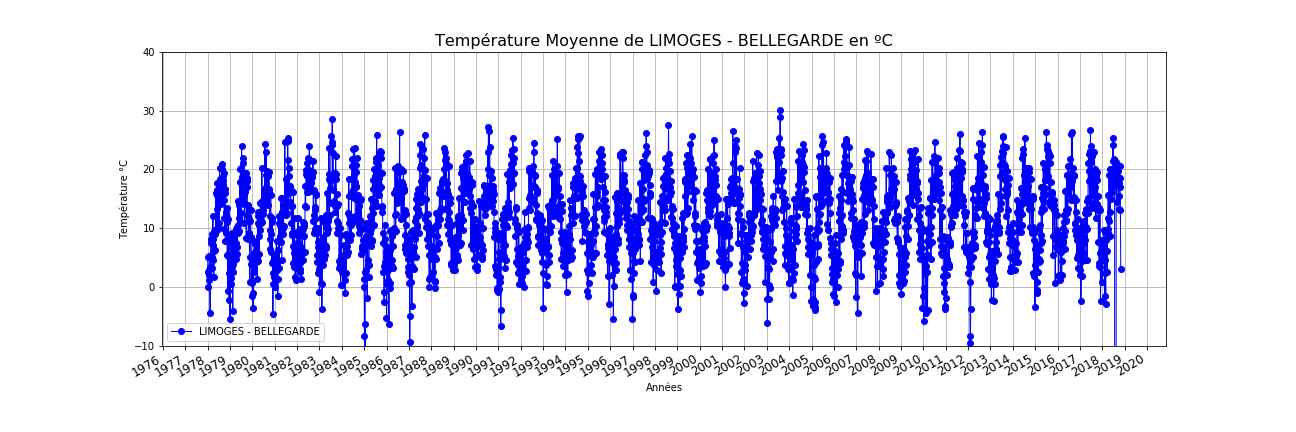 Température Moyenne de LIMOGES - BELLEGARDE en ºC
40
30
20
10
0
−10
Température °C
LIMOGES - BELLEGARDE
1976 1977 1978 1979 1980 1981 1982 1983 1984 1985 1986 1987 1988 1989 1990 1991 1992 1993 1994 1995 1996 1997 1998 1999 2000 2001 2002 2003 2004 2005 2006 2007 2008 2009 2010 2011 2012 2013 2014 2015 2016 2017 2018 2019 2020
Années